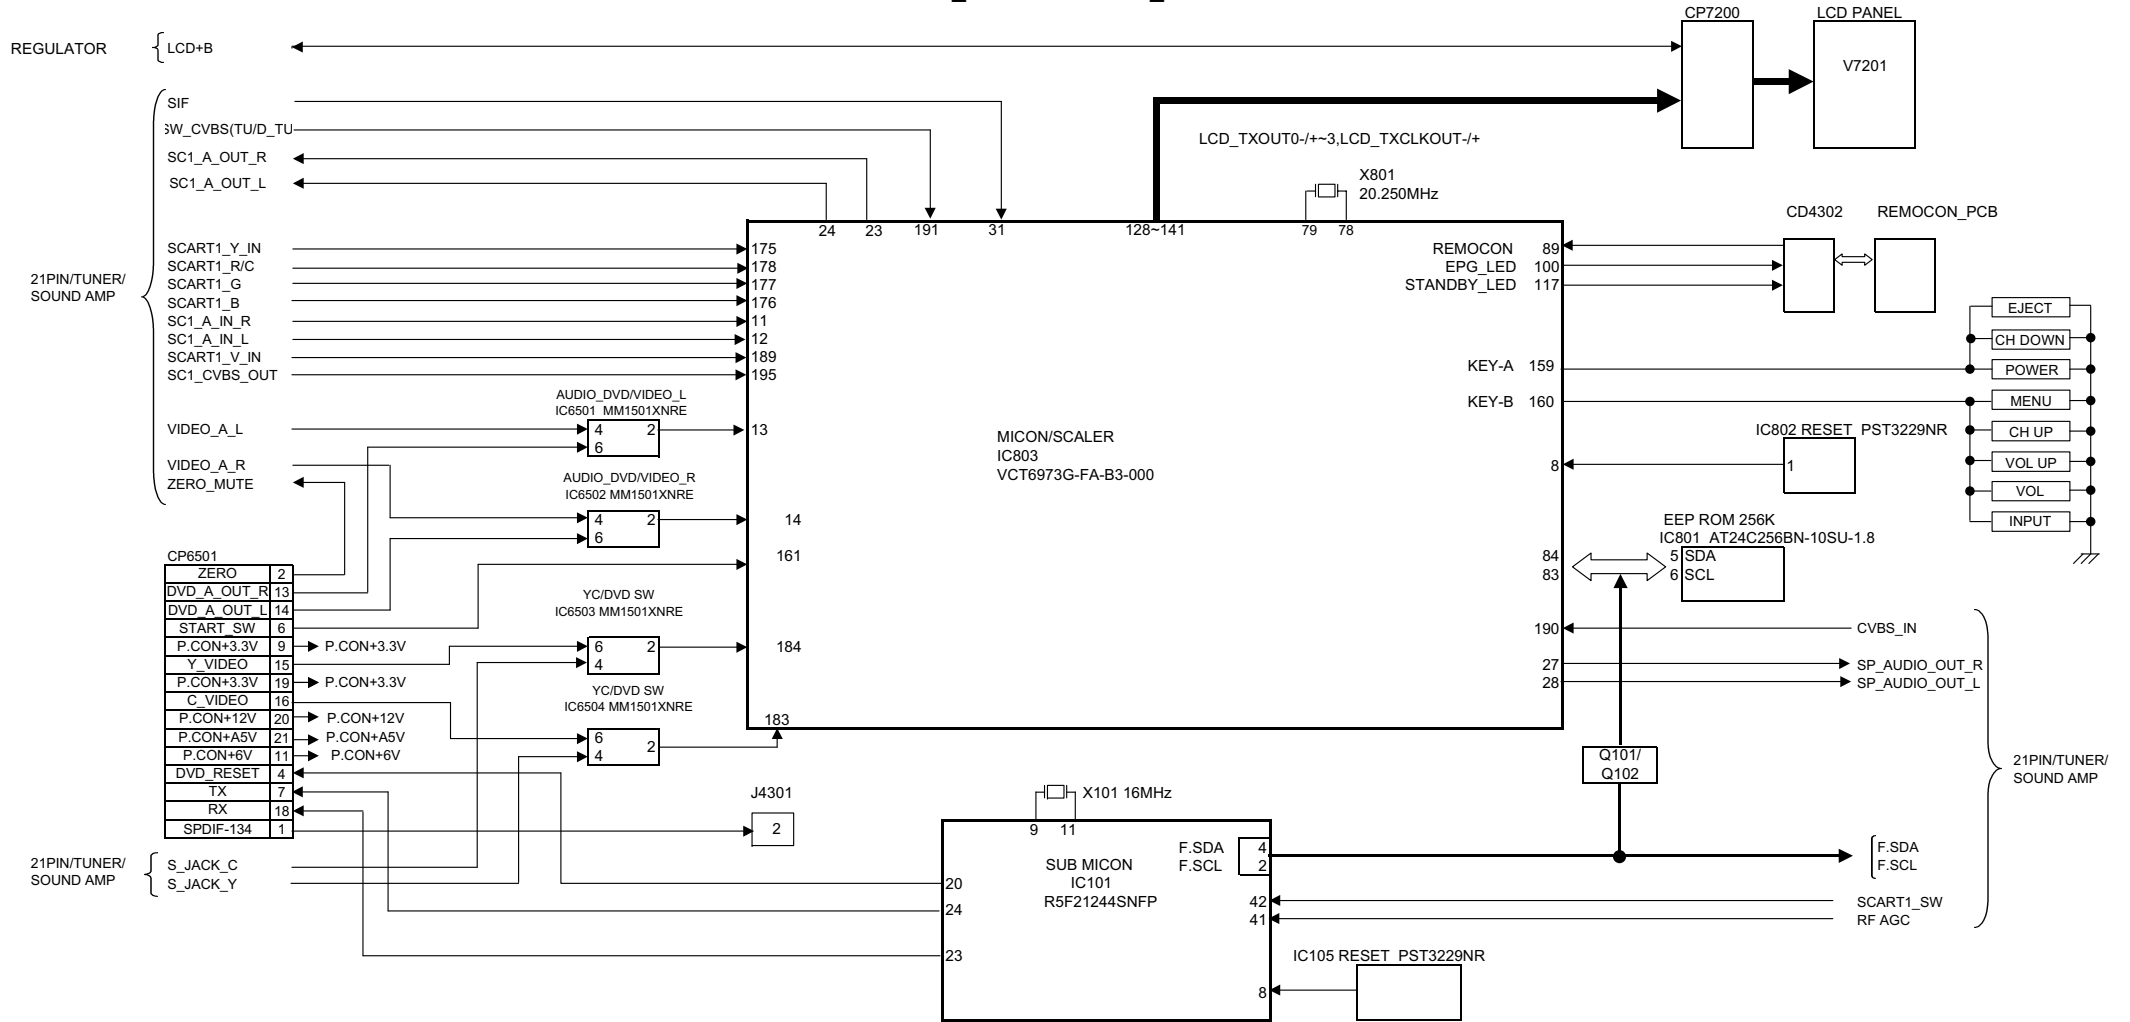 CP7200
LCD PANEL
REGULATOR
LCD+B
V7201
SIF
SW_CVBS(TU/D_TU
SC1_A_OUT_R
SC1_A_OUT_L
LCD_TXOUT0-/+~3,LCD_TXCLKOUT-/+
X801
20.250MHz
CD4302
REMOCON_PCB
24
23
191
31
128~141
79
78
21PIN/TUNER/
SOUND AMP
SCART1_Y_IN
SCART1_R/C
SCART1_G
SCART1_B
SC1_A_IN_R
SC1_A_IN_L
SCART1_V_IN
SC1_CVBS_OUT
175
178
177
176
11
12
189
195
REMOCON 89
EPG_LED 100
STANDBY_LED 117
KEY-A 159
KEY-B 160
EJECT
CH DOWN
POWER
MENU
CH UP
VOL UP
VOL
INPUT
VIDEO_A_L
VIDEO_A_R
ZERO_MUTE
AUDIO_DVD/VIDEO_L
IC6501 MM1501XNRE
4 2
6
13
AUDIO_DVD/VIDEO_R
IC6502 MM1501XNRE
4 2
6
14
161
MICON/SCALER
IC803
VCT6973G-FA-B3-000
IC802 RESET PST3229NR
8
1
EEP ROM 256K
IC801 AT24C256BN-10SU-1.8
84
83
5 SDA
6 SCL
CP6501
ZERO 2
DVD_A_OUT_R 13
DVD_A_OUT_L 14
START_SW 6
P.CON+3.3V 9 P.CON+3.3V
Y_VIDEO 15
P.CON+3.3V 19 P.CON+3.3V
C_VIDEO 16
P.CON+12V 20 P.CON+12V
P.CON+A5V 21 P.CON+A5V
P.CON+6V 11 P.CON+6V
DVD_RESET 4
TX 7
RX 18
SPDIF-134 1
YC/DVD SW
IC6503 MM1501XNRE
6 2
4
184
YC/DVD SW
IC6504 MM1501XNRE
6
2
4
183
190
27
28
CVBS_IN
SP_AUDIO_OUT_R
SP_AUDIO_OUT_L
Q101/
Q102
21PIN/TUNER/
SOUND AMP
J4301
2
X101 16MHz
9
11
21PIN/TUNER/
SOUND AMP
S_JACK_C
S_JACK_Y
SUB MICON
IC101
R5F21244SNFP
F.SDA 4
F.SCL 2
F.SDA
F.SCL
20
24
23
42
41
SCART1_SW
RF AGC
IC105 RESET PST3229NR
8